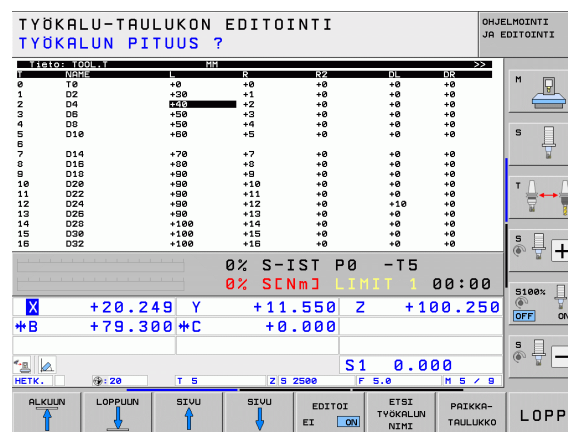 TYÖKALU-TAULUKON EDITOINTI
TYÖKALUN PITUUS ?
OHJELMOINTI
JA EDITOINTI
Tieto: TOOL.T MM >>
T NAME L R R2 DL DR
0 T0 +0 +0 +0 +0 +0
1 D2 +30 +1 +0 +0 +0
2 D4 +40 +2 +0 +0 +0
3 D6 +50 +3 +0 +0 +0
4 D8 +50 +4 +0 +0 +0
5 D10 +60 +5 +0 +0 +0
6
7 D14 +70 +7 +0 +0 +0
8 D16 +80 +8 +0 +0 +0
9 D18 +90 +9 +0 +0 +0
10 D20 +90 +10 +0 +0 +0
11 D22 +90 +11 +0 +0 +0
12 D24 +90 +12 +0 +10 +0
13 D26 +90 +13 +0 +0 +0
14 D28 +100 +14 +0 +0 +0
15 D30 +100 +15 +0 +0 +0
16 D32 +100 +16 +0 +0 +0
0% S-IST P0 -T5
0% S[Nm] LIMIT 1 00:00
X +20.249 Y +11.550 Z +100.250
B +79.300 C +0.000
S1 0.000
HETK. :20 T 5 Z S 2500 F 5.0 M 5 / 9
M
S
T
S +
S100%
OFF ON
S −
ALKUUN
LOPPUUN
SIVU
SIVU
EDITOI
EI ON
ETSI
TYÖKALUN
NIMI
PAIKKA-
TAULUKKO
LOPP